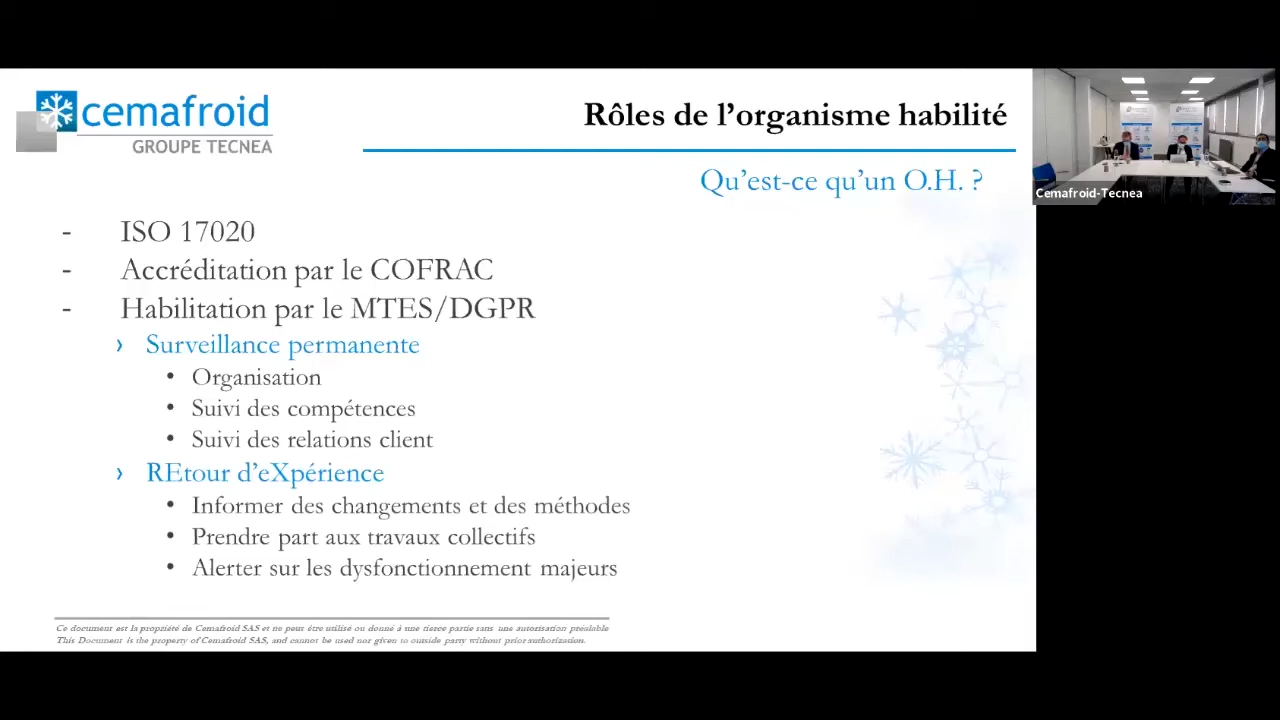 cemafroid
GROUPE TECNEA
Rôles de l’organisme habilité
Qu’est-ce qu’un O.H. ?
- ISO 17020
- Accréditation par le COFRAC
- Habilitation par le MTES/DGPR
› Surveillance permanente
• Organisation
• Suivi des compétences
• Suivi des relations client
› REtour d’eXpérience
• Informer des changements et des méthodes
• Prendre part aux travaux collectifs
• Alerter sur les dysfonctionnement majeurs
Ce document est la propriété de Cemafroid SAS et ne peut être utilisé ou donné à une tierce partie sans une autorisation préalable
This Document is the property of Cemafroid SAS, and cannot be used nor given to outside party without prior authorization.
Cemafroid-Tecnea